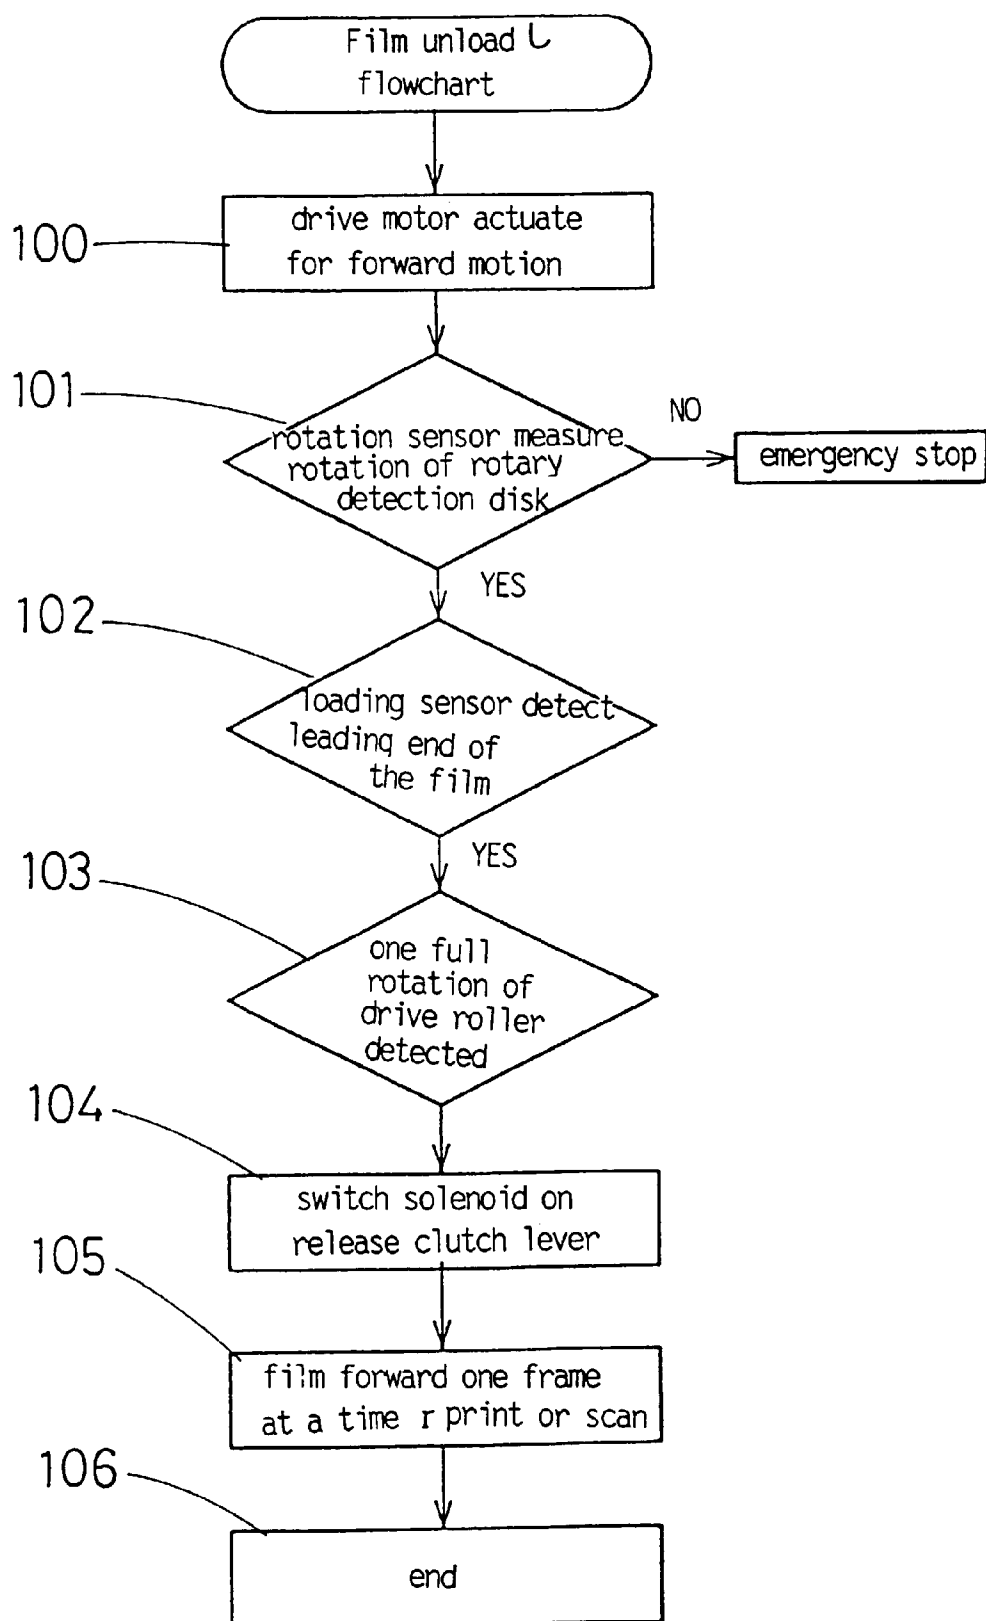 Film unload
flowchart
100
drive motor actuate
for forward motion
101
rotation sensor measure
rotation of rotary
detection disk
NO
emergency stop
YES
102
loading sensor detect
leading end of
the film
YES
103
one full
rotation of
drive roller
detected
104
switch solenoid on
release clutch lever
105
film forward one frame
at a time r print or scan
106
end